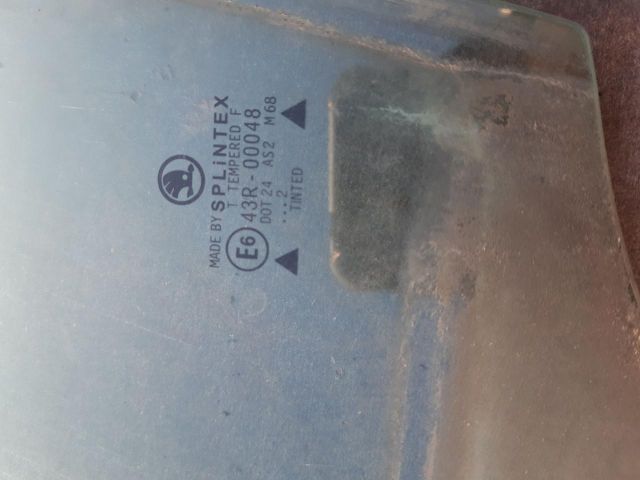 MADE BY SPLiNTEX
T TEMPERED F
E6 43R-00048
DOT 24 AS2 M68
...2
TINTED